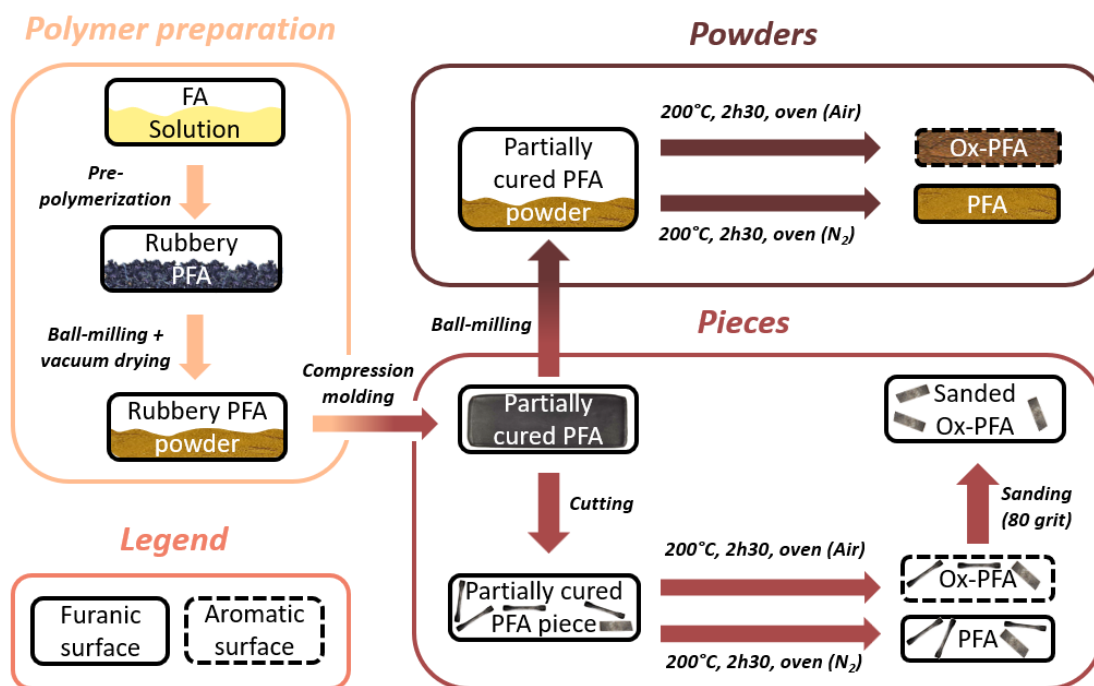 Polymer preparation
FA
Solution
Pre-
polymerization
Rubbery
PFA
Ball-milling +
vacuum drying
Rubbery PFA
powder
Compression
molding
Legend
Furanic
surface
Aromatic
surface
Powders
Partially
cured PFA
powder
200°C, 2h30, oven (Air)
Ox-PFA
200°C, 2h30, oven (N₂)
PFA
Ball-milling
Pieces
Partially
cured PFA
Cutting
Partially cured
PFA piece
200°C, 2h30, oven (Air)
Ox-PFA
200°C, 2h30, oven (N₂)
PFA
Sanding
(80 grit)
Sanded
Ox-PFA